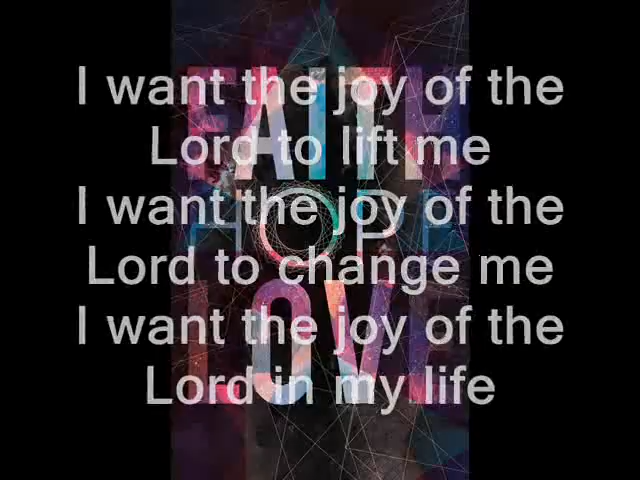 I want the joy of the
Lord to lift me
I want the joy of the
Lord to change me
I want the joy of the
Lord in my life
FAITH
HOPE
LOVE